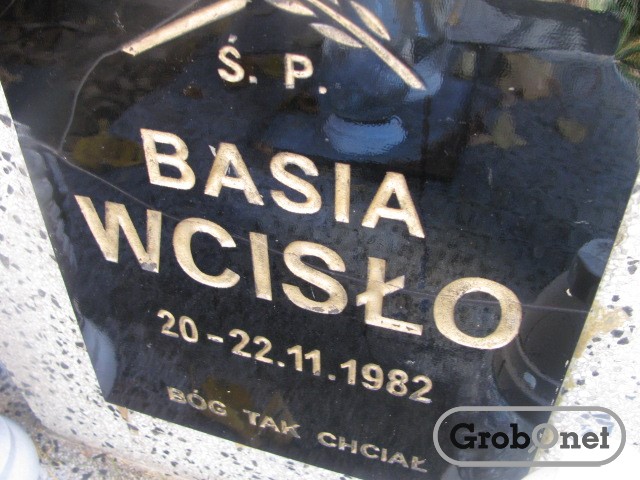 Ś. P.
BASIA
WCISŁO
20-22.11.1982
BÓG TAK CHCIAŁ
GrobOnet